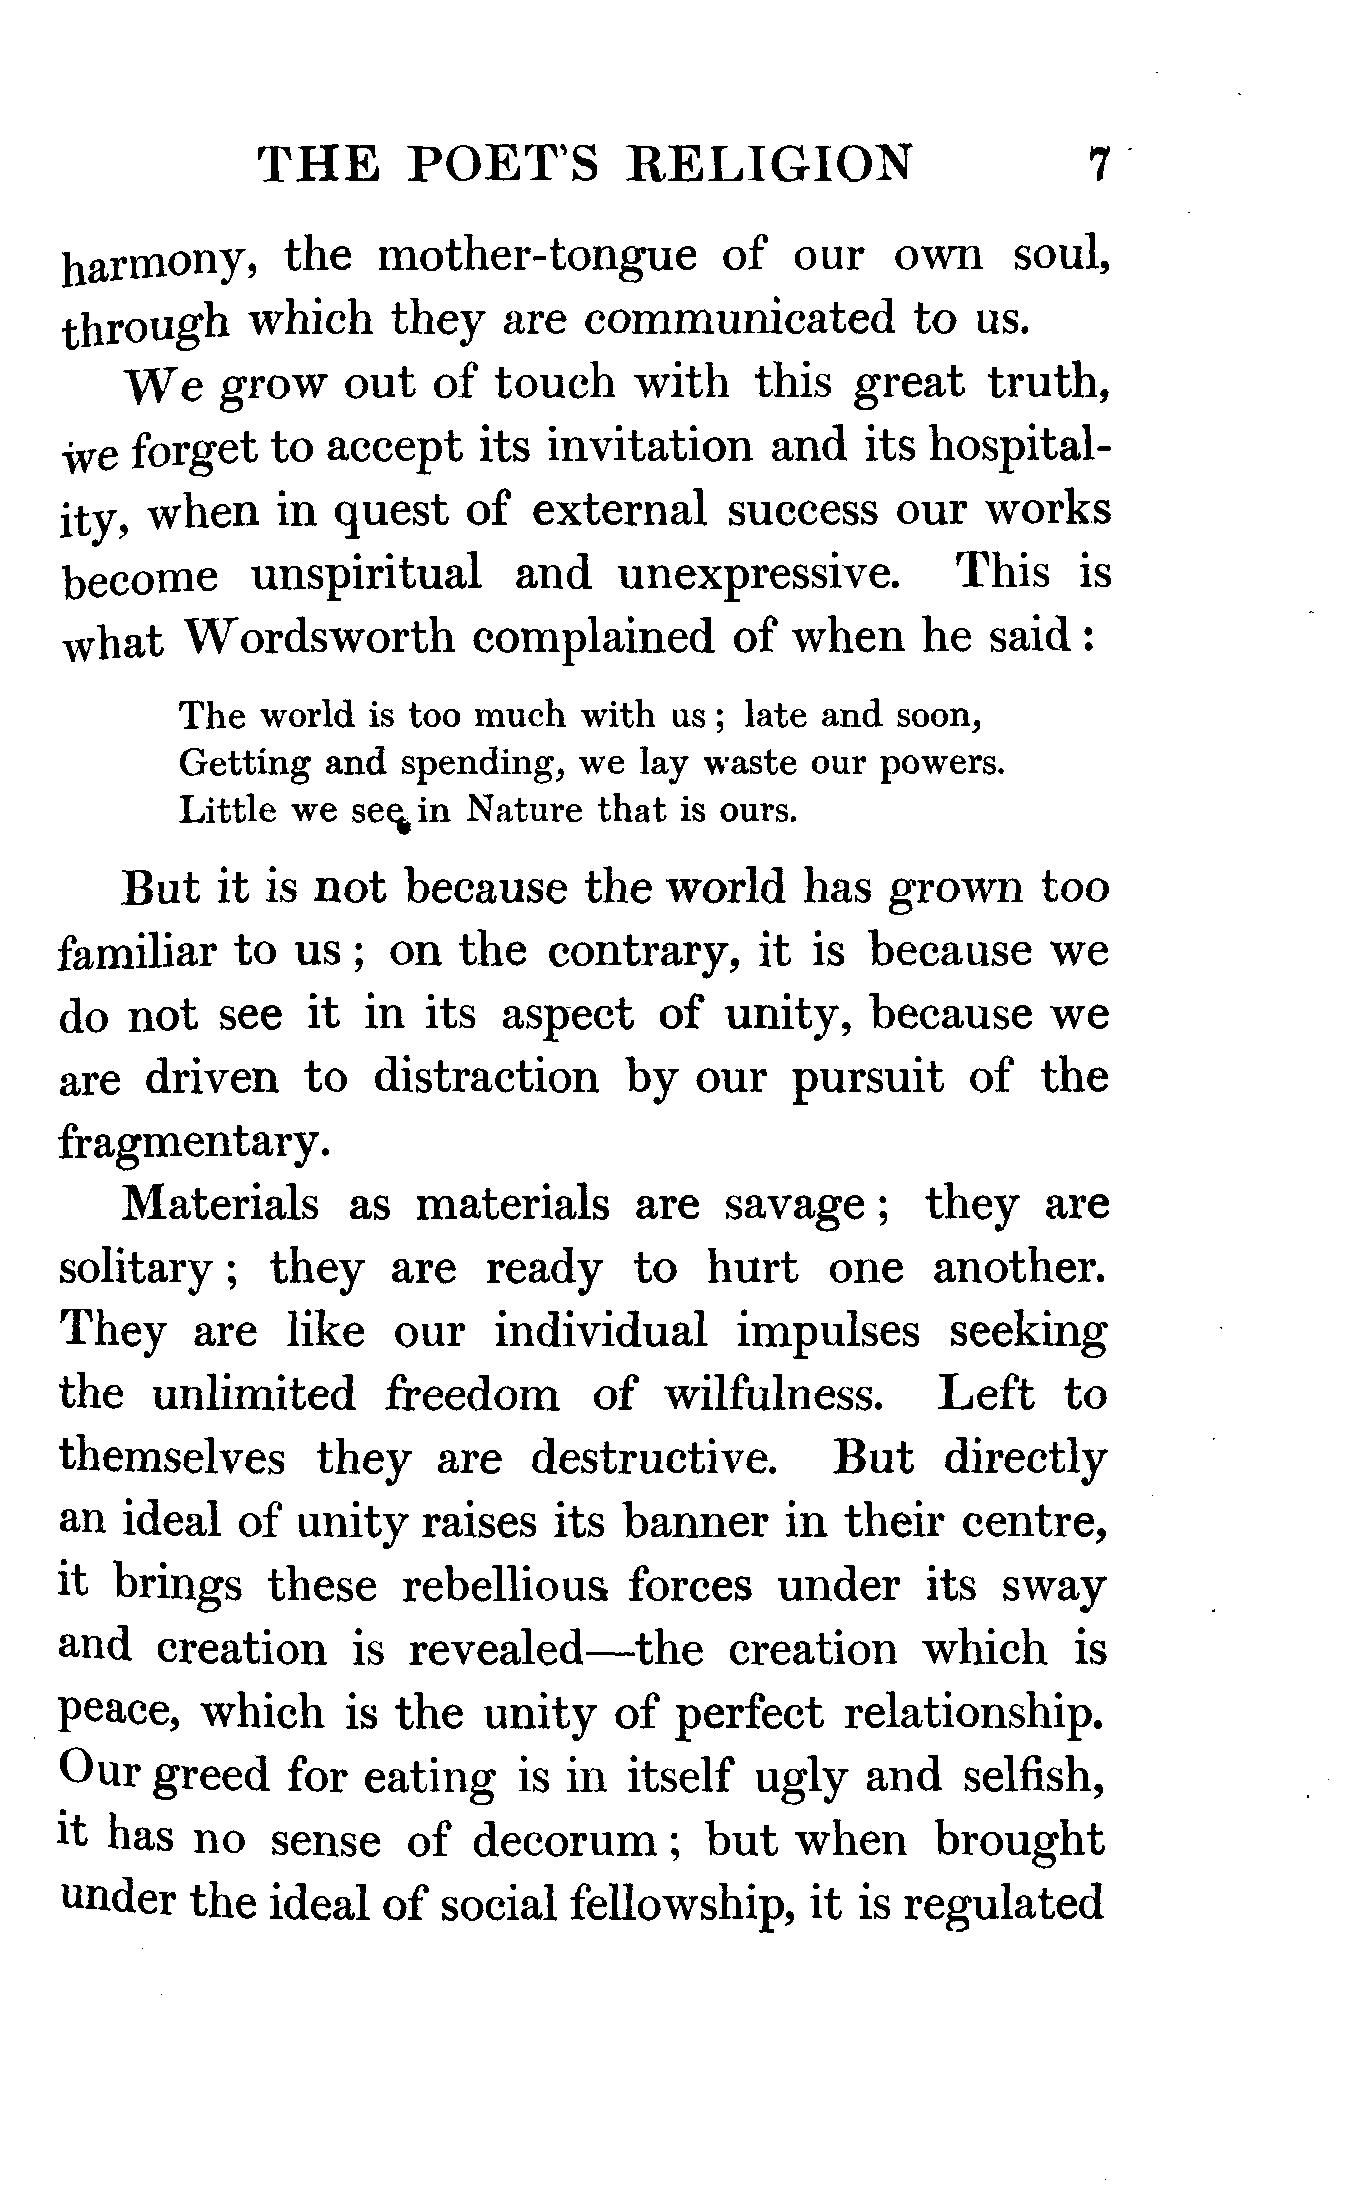 THE POET'S RELIGION 7
harmony, the mother-tongue of our own soul,
through which they are communicated to us.
We grow out of touch with this great truth,
we forget to accept its invitation and its hospital-
ity, when in quest of external success our works
become unspiritual and unexpressive. This is
what Wordsworth complained of when he said :
The world is too much with us ; late and soon,
Getting and spending, we lay waste our powers.
Little we see in Nature that is ours.
But it is not because the world has grown too
familiar to us ; on the contrary, it is because we
do not see it in its aspect of unity, because we
are driven to distraction by our pursuit of the
fragmentary.
Materials as materials are savage ; they are
solitary ; they are ready to hurt one another.
They are like our individual impulses seeking
the unlimited freedom of wilfulness. Left to
themselves they are destructive. But directly
an ideal of unity raises its banner in their centre,
it brings these rebellious forces under its sway
and creation is revealed—the creation which is
peace, which is the unity of perfect relationship.
Our greed for eating is in itself ugly and selfish,
it has no sense of decorum ; but when brought
under the ideal of social fellowship, it is regulated